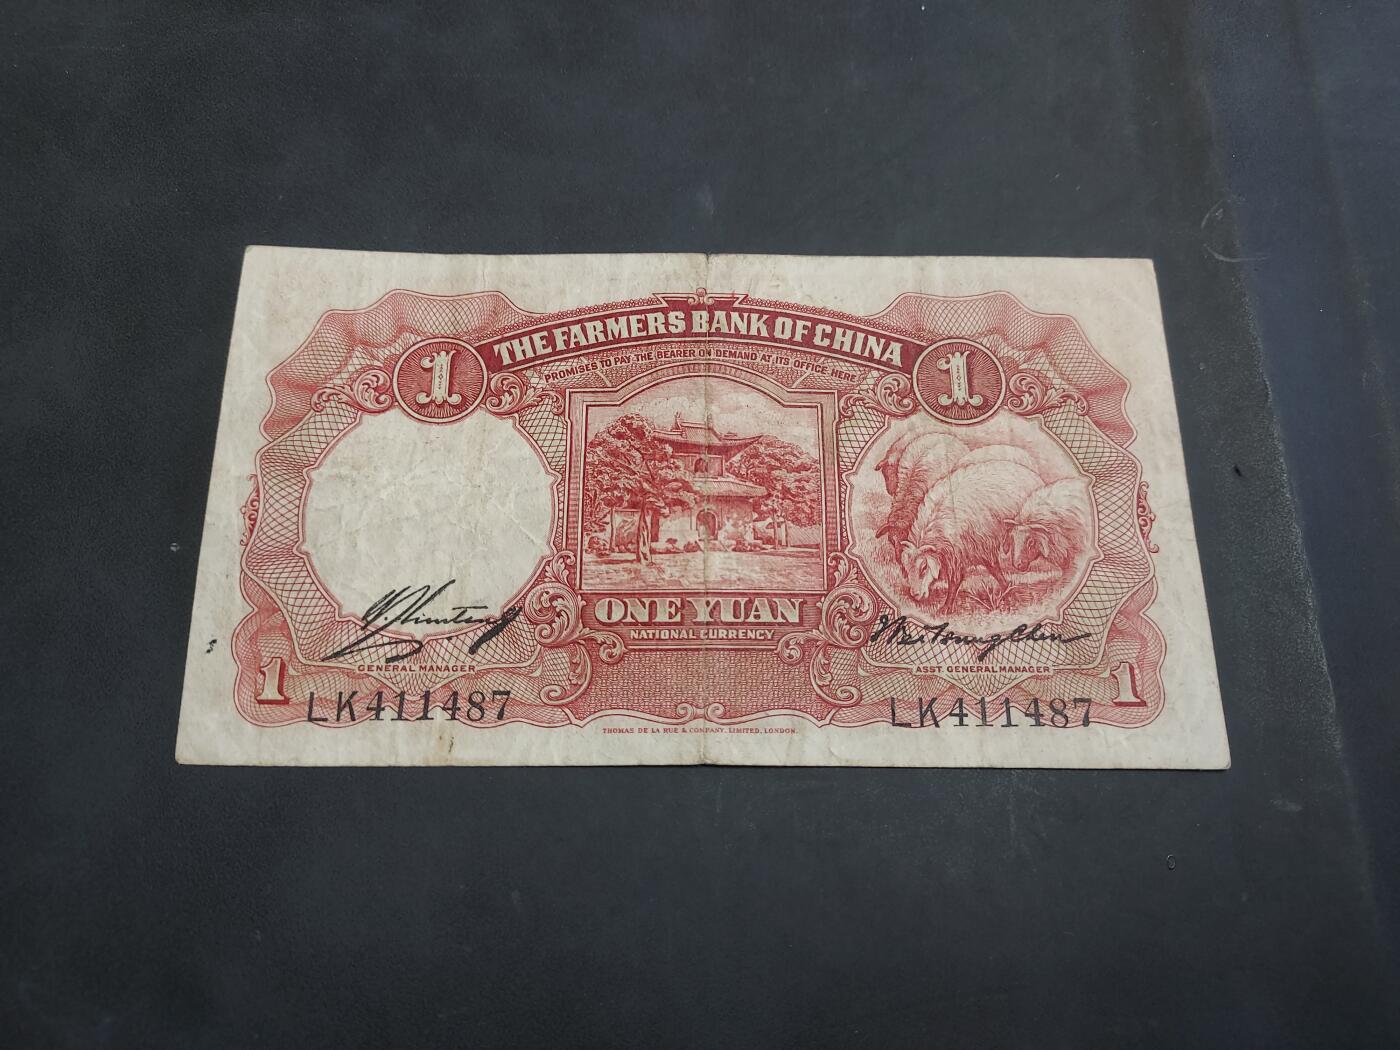 THE FARMERS BANK OF CHINA
PROMISES TO PAY THE BEARER ON DEMAND AT ITS OFFICE HERE
1 1
ONE YUAN
NATIONAL CURRENCY
GENERAL MANAGER
ASST. GENERAL MANAGER
1 1
LK411487 LK411487
THOMAS DE LA RUE & COMPANY, LIMITED, LONDON.